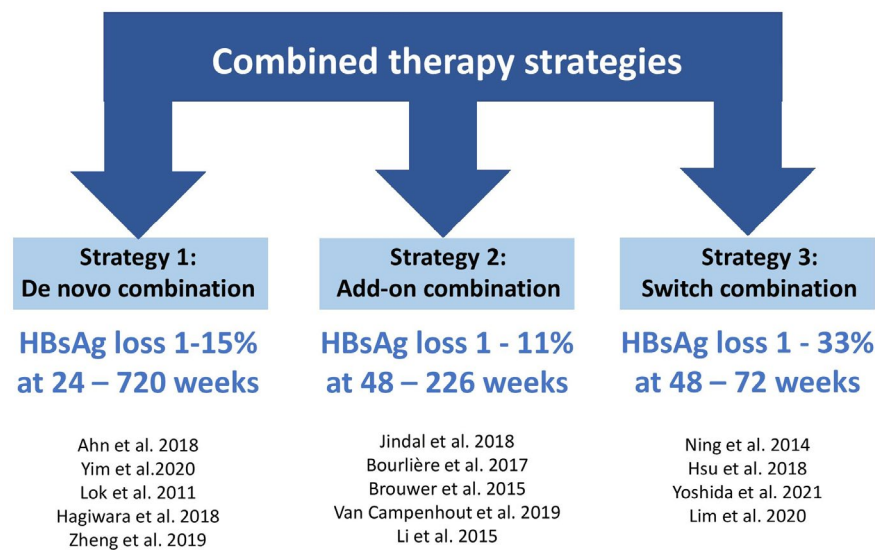 Combined therapy strategies
Strategy 1:
De novo combination
HBsAg loss 1-15%
at 24 – 720 weeks
Ahn et al. 2018
Yim et al.2020
Lok et al. 2011
Hagiwara et al. 2018
Zheng et al. 2019
Strategy 2:
Add-on combination
HBsAg loss 1 - 11%
at 48 – 226 weeks
Jindal et al. 2018
Bourlière et al. 2017
Brouwer et al. 2015
Van Campenhout et al. 2019
Li et al. 2015
Strategy 3:
Switch combination
HBsAg loss 1 - 33%
at 48 – 72 weeks
Ning et al. 2014
Hsu et al. 2018
Yoshida et al. 2021
Lim et al. 2020